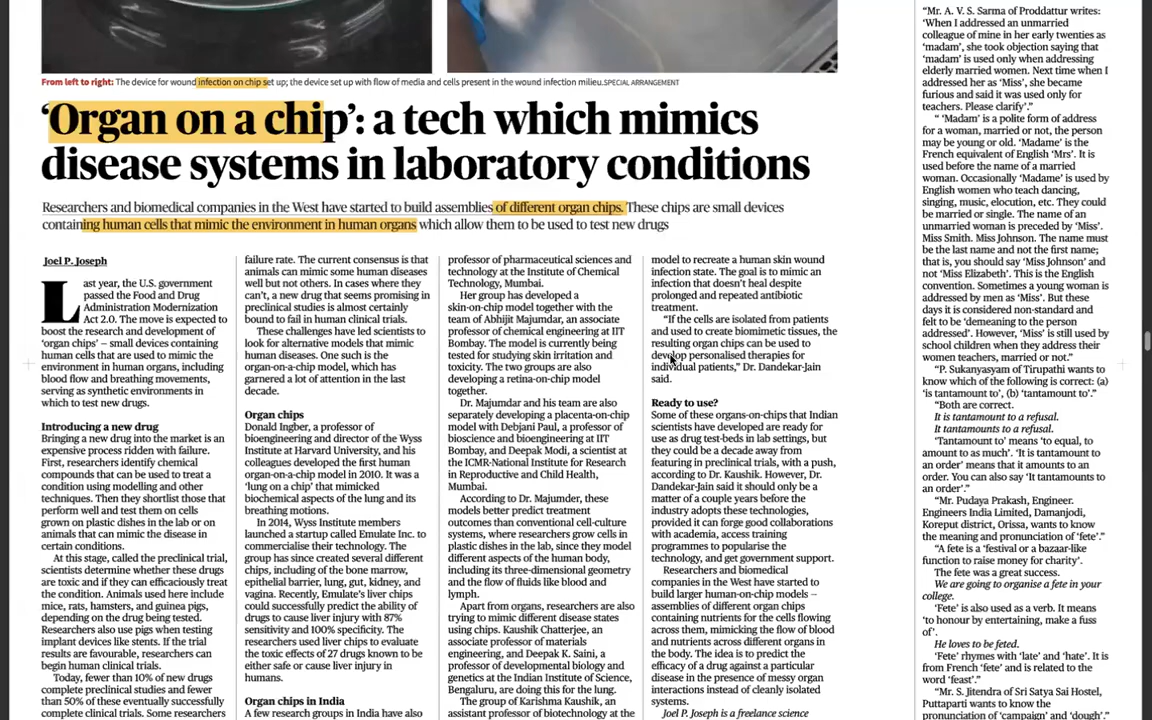 From left to right: The device for wound infection on chip set up; the device set up with flow of media and cells present in the wound infection milieu. SPECIAL ARRANGEMENT
‘Organ on a chip’: a tech which mimics
disease systems in laboratory conditions
Researchers and biomedical companies in the West have started to build assemblies of different organ chips. These chips are small devices
containing human cells that mimic the environment in human organs which allow them to be used to test new drugs
Joel P. Joseph
Last year, the U.S. government
passed the Food and Drug
Administration Modernization
Act 2.0. The move is expected to
boost the research and development of
‘organ chips’ – small devices containing
human cells that are used to mimic the
environment in human organs, including
blood flow and breathing movements,
serving as synthetic environments in
which to test new drugs.
Introducing a new drug
Bringing a new drug into the market is an
expensive process ridden with failure.
First, researchers identify chemical
compounds that can be used to treat a
condition using modelling and other
techniques. Then they shortlist those that
perform well and test them on cells
grown on plastic dishes in the lab or on
animals that can mimic the disease in
certain conditions.
At this stage, called the preclinical trial,
scientists determine whether these drugs
are toxic and if they can efficaciously treat
the condition. Animals used here include
mice, rats, hamsters, and guinea pigs,
depending on the drug being tested.
Researchers also use pigs when testing
implant devices like stents. If the trial
results are favourable, researchers can
begin human clinical trials.
Today, fewer than 10% of new drugs
complete preclinical studies and fewer
than 50% of these eventually successfully
complete clinical trials. Some researchers
failure rate. The current consensus is that
animals can mimic some human diseases
well but not others. In cases where they
can’t, a new drug that seems promising in
preclinical studies is almost certainly
bound to fail in human clinical trials.
These challenges have led scientists to
look for alternative models that mimic
human diseases. One such is the
organ-on-a-chip model, which has
garnered a lot of attention in the last
decade.
Organ chips
Donald Ingber, a professor of
bioengineering and director of the Wyss
Institute at Harvard University, and his
colleagues developed the first human
organ-on-a-chip model in 2010. It was a
‘lung on a chip’ that mimicked
biochemical aspects of the lung and its
breathing motions.
In 2014, Wyss Institute members
launched a startup called Emulate Inc. to
commercialise their technology. The
group has since created several different
chips, including of the bone marrow,
epithelial barrier, lung, gut, kidney, and
vagina. Recently, Emulate’s liver chips
could successfully predict the ability of
drugs to cause liver injury with 87%
sensitivity and 100% specificity. The
researchers used liver chips to evaluate
the toxic effects of 27 drugs known to be
either safe or cause liver injury in
humans.
Organ chips in India
A few research groups in India have also
professor of pharmaceutical sciences and
technology at the Institute of Chemical
Technology, Mumbai.
Her group has developed a
skin-on-chip model together with the
team of Abhijit Majumdar, an associate
professor of chemical engineering at IIT
Bombay. The model is currently being
tested for studying skin irritation and
toxicity. The two groups are also
developing a retina-on-chip model
together.
Dr. Majumdar and his team are also
separately developing a placenta-on-chip
model with Debjani Paul, a professor of
bioscience and bioengineering at IIT
Bombay, and Deepak Modi, a scientist at
the ICMR-National Institute for Research
in Reproductive and Child Health,
Mumbai.
According to Dr. Majumder, these
models better predict treatment
outcomes than conventional cell-culture
systems, where researchers grow cells in
plastic dishes in the lab, since they model
different aspects of the human body,
including its three-dimensional geometry
and the flow of fluids like blood and
lymph.
Apart from organs, researchers are also
trying to mimic different disease states
using chips. Kaushik Chatterjee, an
associate professor of materials
engineering, and Deepak K. Saini, a
professor of developmental biology and
genetics at the Indian Institute of Science,
Bengaluru, are doing this for the lung.
The group of Karishma Kaushik, an
assistant professor of biotechnology at the
model to recreate a human skin wound
infection state. The goal is to mimic an
infection that doesn’t heal despite
prolonged and repeated antibiotic
treatment.
“If the cells are isolated from patients
and used to create biomimetic tissues, the
resulting organ chips can be used to
develop personalised therapies for
individual patients,” Dr. Dandekar-Jain
said.
Ready to use?
Some of these organs-on-chips that Indian
scientists have developed are ready for
use as drug test-beds in lab settings, but
they could be a decade away from
featuring in preclinical trials, with a push,
according to Dr. Kaushik. However, Dr.
Dandekar-Jain said it should only be a
matter of a couple years before the
industry adopts these technologies,
provided it can forge good collaborations
with academia, access training
programmes to popularise the
technology, and get government support.
Researchers and biomedical
companies in the West have started to
build larger human-on-chip models –
assemblies of different organ chips
containing nutrients for the cells flowing
across them, mimicking the flow of blood
and nutrients across different organs in
the body. The idea is to predict the
efficacy of a drug against a particular
disease in the presence of messy organ
interactions instead of cleanly isolated
systems.
Joel P. Joseph is a freelance science
“Mr. A. V. S. Sarma of Proddattur writes:
‘When I addressed an unmarried
colleague of mine in her early twenties as
‘madam’, she took objection saying that
‘madam’ is used only when addressing
elderly married women. Next time when I
addressed her as ‘Miss’, she became
furious and said it was used only for
teachers. Please clarify’.”
“ ‘Madam’ is a polite form of address
for a woman, married or not, the person
may be young or old. ‘Madame’ is the
French equivalent of English ‘Mrs’. It is
used before the name of a married
woman. Occasionally ‘Madame’ is used by
English women who teach dancing,
singing, music, elocution, etc. They could
be married or single. The name of an
unmarried woman is preceded by ‘Miss’.
Miss Smith. Miss Johnson. The name must
be the last name and not the first name;
that is, you should say ‘Miss Johnson’ and
not ‘Miss Elizabeth’. This is the English
convention. Sometimes a young woman is
addressed by men as ‘Miss’. But these
days it is considered non-standard and
felt to be ‘demeaning to the person
addressed’. However, ‘Miss’ is still used by
school children when they address their
women teachers, married or not.”
“P. Sukanyasyam of Tirupathi wants to
know which of the following is correct: (a)
‘is tantamount to’, (b) ‘tantamount to’.”
“Both are correct.
It is tantamount to a refusal.
It tantamounts to a refusal.
‘Tantamount to’ means ‘to equal, to
amount to as much’. ‘It is tantamount to
an order’ means that it amounts to an
order. You can also say ‘It tantamounts to
an order’.”
“Mr. Pudaya Prakash, Engineer.
Engineers India Limited, Damanjodi,
Koreput district, Orissa, wants to know
the meaning and pronunciation of ‘fete’.”
“A fete is a ‘festival or a bazaar-like
function to raise money for charity’.
The fete was a great success.
We are going to organise a fete in your
college.
‘Fete’ is also used as a verb. It means
‘to honour by entertaining, make a fuss
of’.
He loves to be feted.
‘Fete’ rhymes with ‘late’ and ‘hate’. It is
from French ‘fete’ and is related to the
word ‘feast’.”
“Mr. S. Jitendra of Sri Satya Sai Hostel,
Puttaparti wants to know the
pronunciation of ‘campaign’ and ‘dough’.”